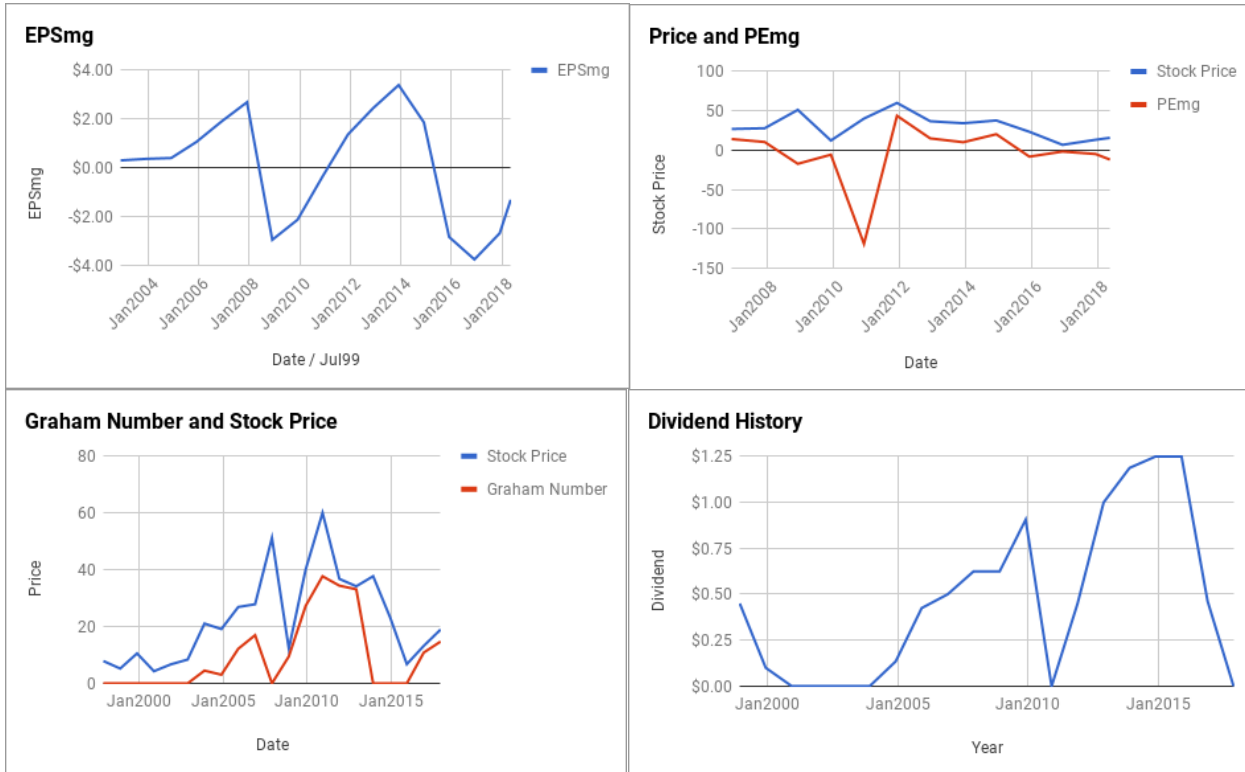 EPSmg
EPSmg
$4.00
$2.00
$0.00
-$2.00
-$4.00
EPSmg
Jan2004
Jan2006
Jan2008
Jan2010
Jan2012
Jan2014
Jan2016
Jan2018
Date / Jul99
Price and PEmg
Stock Price
PEmg
100
50
0
-50
-100
-150
Stock Price
Jan2008
Jan2010
Jan2012
Jan2014
Jan2016
Jan2018
Date
Graham Number and Stock Price
Stock Price
Graham Number
80
60
40
20
0
Price
Jan2000
Jan2005
Jan2010
Jan2015
Date
Dividend History
$1.25
$1.00
$0.75
$0.50
$0.25
$0.00
Dividend
Jan2000
Jan2005
Jan2010
Jan2015
Year